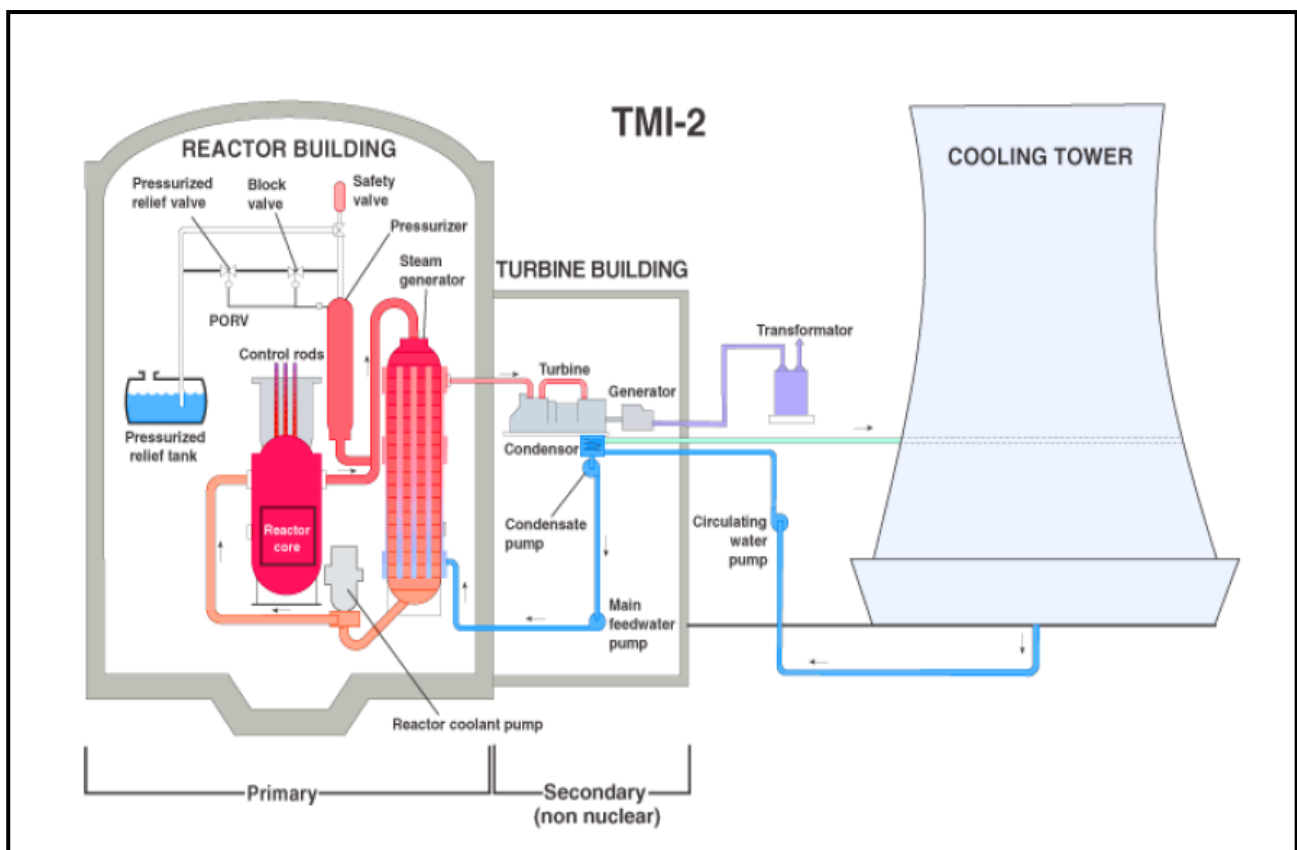 TMI-2
REACTOR BUILDING
COOLING TOWER
Pressurized
relief valve
Block
valve
Safety
valve
Pressurizer
Steam
generator
TURBINE BUILDING
PORV
Transformator
Control rods
Turbine
Generator
Pressurized
relief tank
Condensor
Reactor
core
Condensate
pump
Circulating
water
pump
Main
feedwater
pump
Reactor coolant pump
Primary
Secondary
(non nuclear)